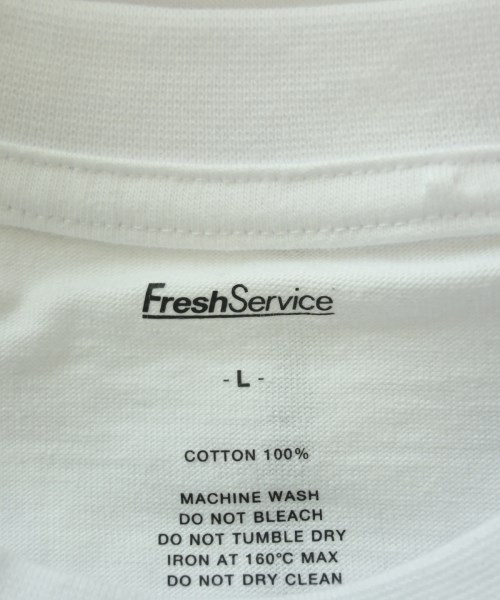 FreshService
- L -
COTTON 100%
MACHINE WASH
DO NOT BLEACH
DO NOT TUMBLE DRY
IRON AT 160°C MAX
DO NOT DRY CLEAN